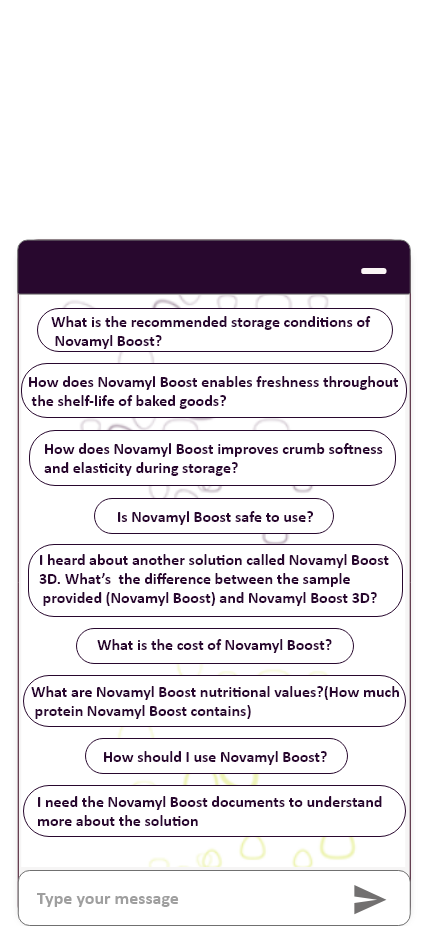 What is the recommended storage conditions of
Novamyl Boost?
How does Novamyl Boost enables freshness throughout
the shelf-life of baked goods?
How does Novamyl Boost improves crumb softness
and elasticity during storage?
Is Novamyl Boost safe to use?
I heard about another solution called Novamyl Boost
3D. What’s the difference between the sample
provided (Novamyl Boost) and Novamyl Boost 3D?
What is the cost of Novamyl Boost?
What are Novamyl Boost nutritional values?(How much
protein Novamyl Boost contains)
How should I use Novamyl Boost?
I need the Novamyl Boost documents to understand
more about the solution
Type your message